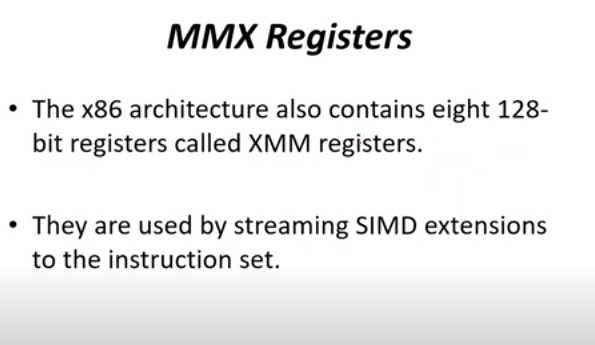 MMX Registers
• The x86 architecture also contains eight 128-
bit registers called XMM registers.
• They are used by streaming SIMD extensions
to the instruction set.